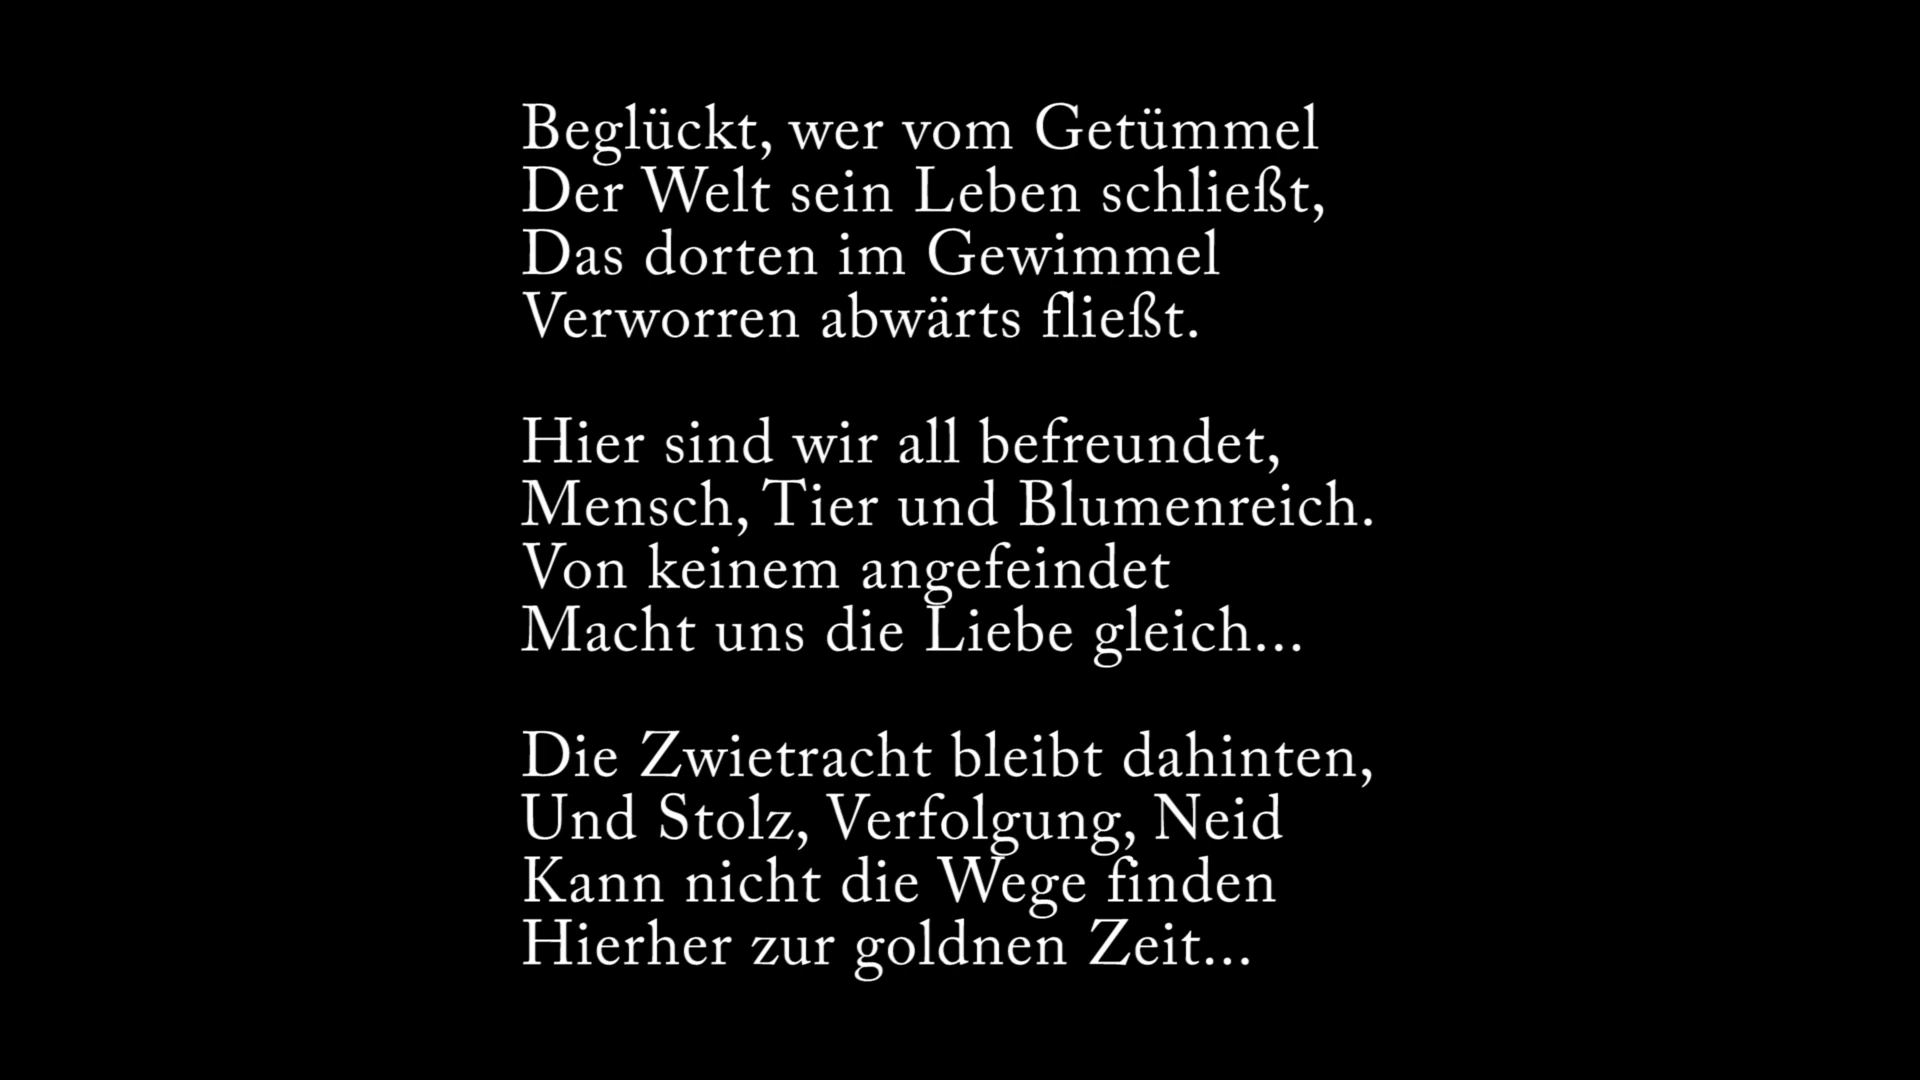 Beglückt, wer vom Getümmel
Der Welt sein Leben schließt,
Das dorten im Gewimmel
Verworren abwärts fließt.
Hier sind wir all befreundet,
Mensch, Tier und Blumenreich.
Von keinem angefeindet
Macht uns die Liebe gleich...
Die Zwietracht bleibt dahinten,
Und Stolz, Verfolgung, Neid
Kann nicht die Wege finden
Hierher zur goldnen Zeit...